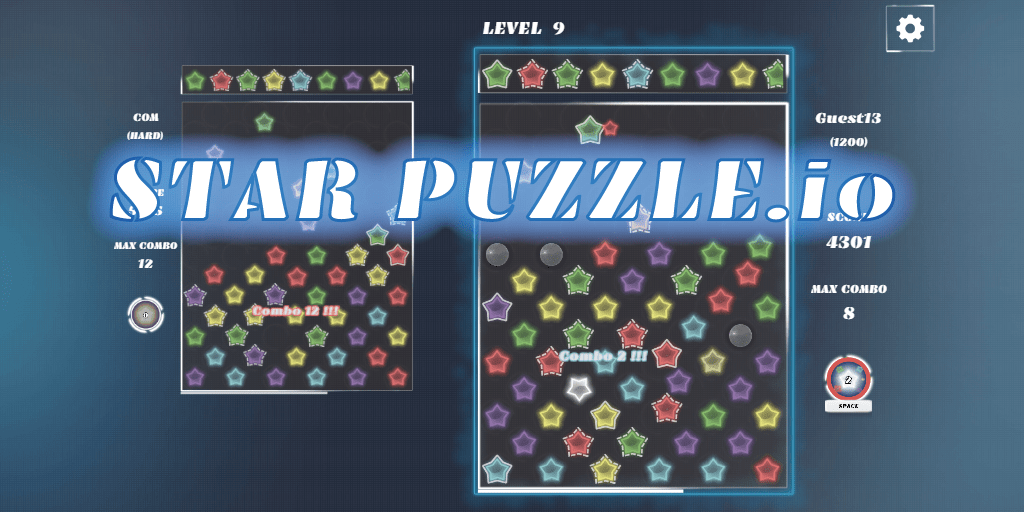 LEVEL 9
COM
(HARD)
STAR PUZZLE.io
MAX COMBO
12
Combo 12 !!!
Combo 2 !!!
Guest13
(1200)
4301
MAX COMBO
8
2
SPACE